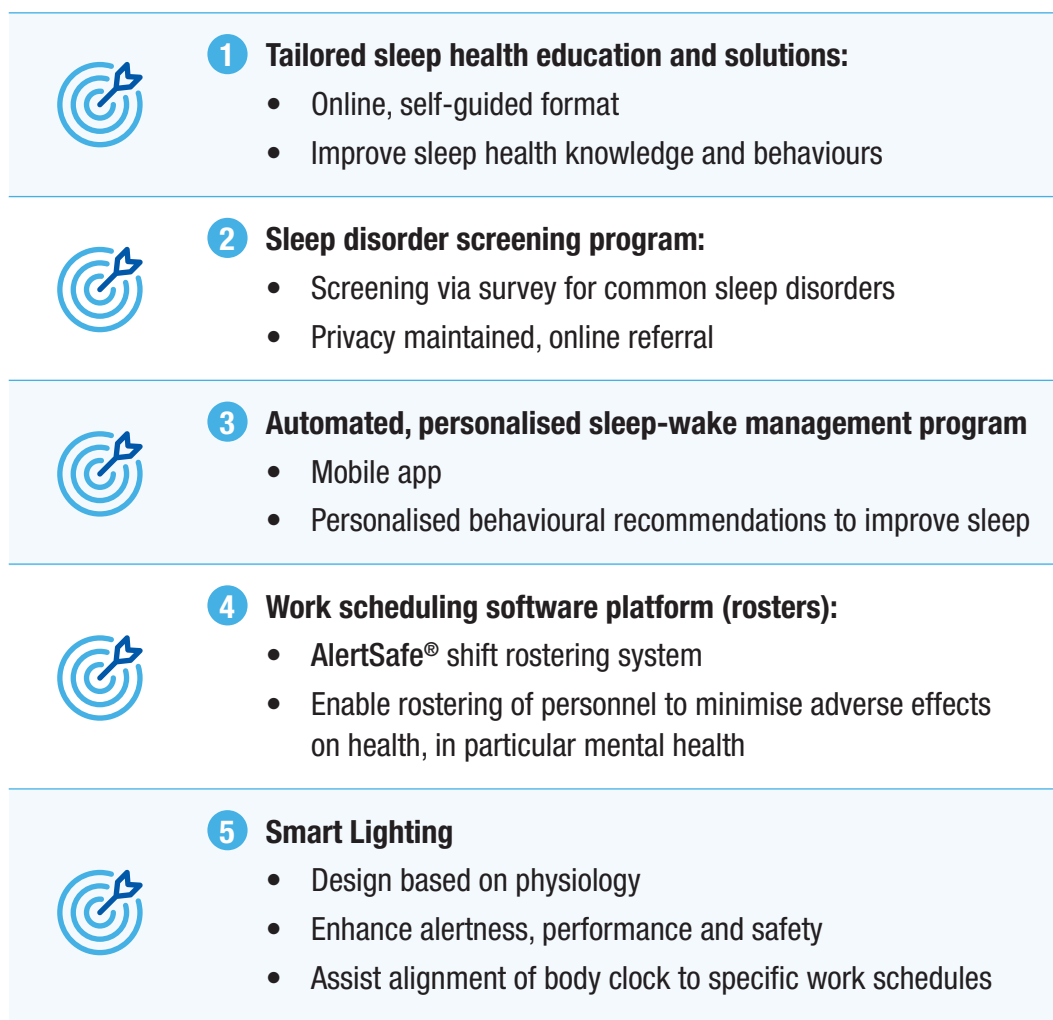 1 Tailored sleep health education and solutions:
• Online, self-guided format
• Improve sleep health knowledge and behaviours
2 Sleep disorder screening program:
• Screening via survey for common sleep disorders
• Privacy maintained, online referral
3 Automated, personalised sleep-wake management program
• Mobile app
• Personalised behavioural recommendations to improve sleep
4 Work scheduling software platform (rosters):
• AlertSafe® shift rostering system
• Enable rostering of personnel to minimise adverse effects
on health, in particular mental health
5 Smart Lighting
• Design based on physiology
• Enhance alertness, performance and safety
• Assist alignment of body clock to specific work schedules